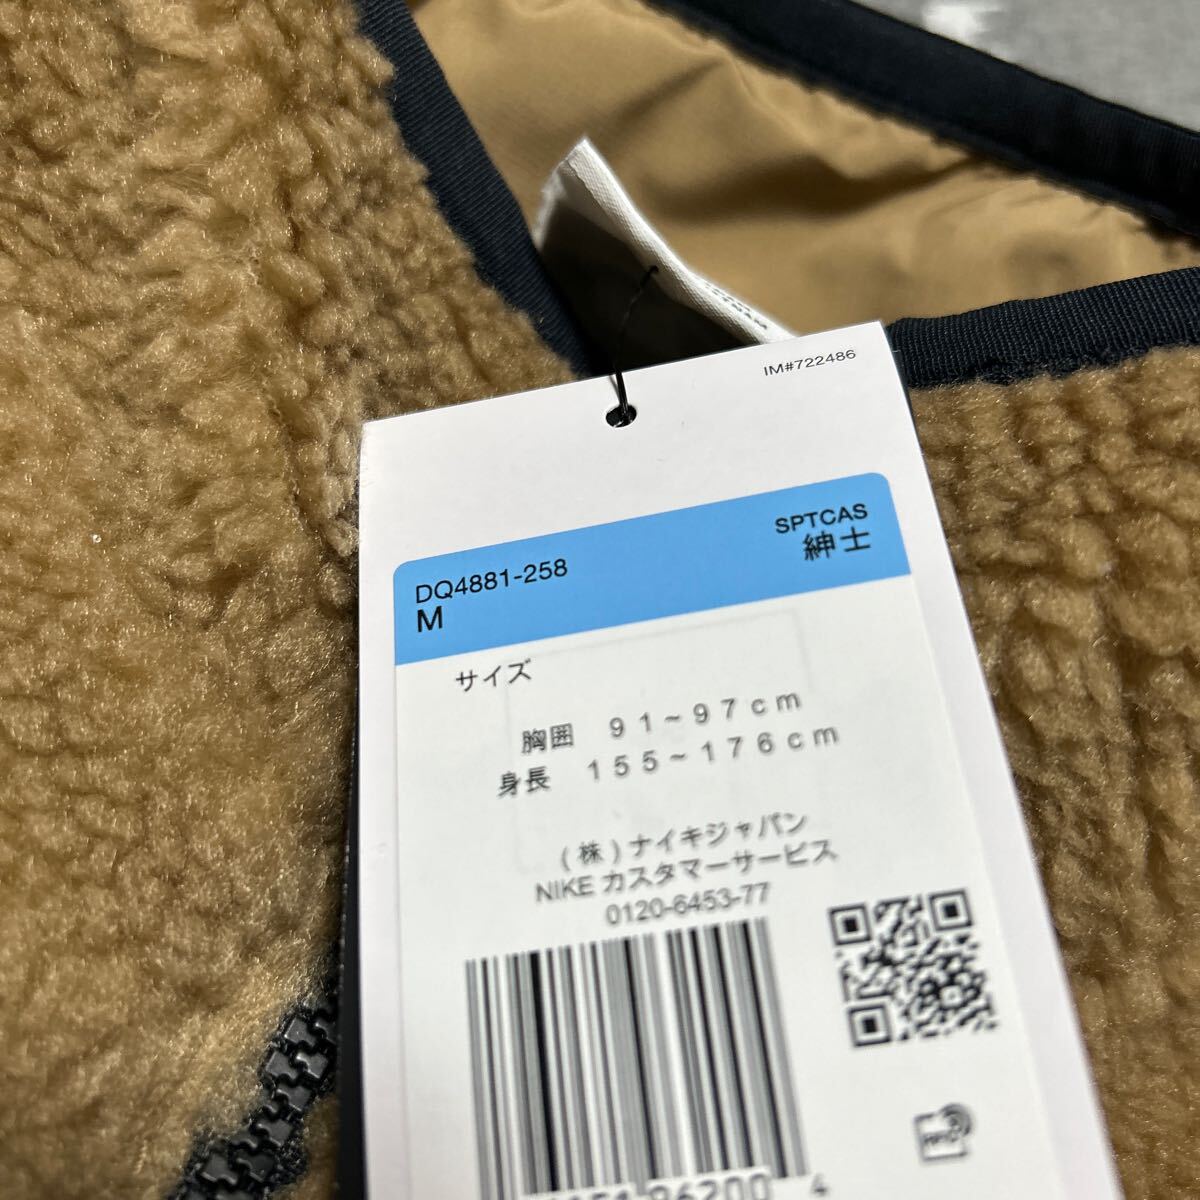 IM#722486
SPTCAS
紳士
DQ4881-258
M
サイズ
胸囲 91~97cm
身長 155~176cm
(株)ナイキジャパン
NIKE カスタマーサービス
0120-6453-77
96200 4